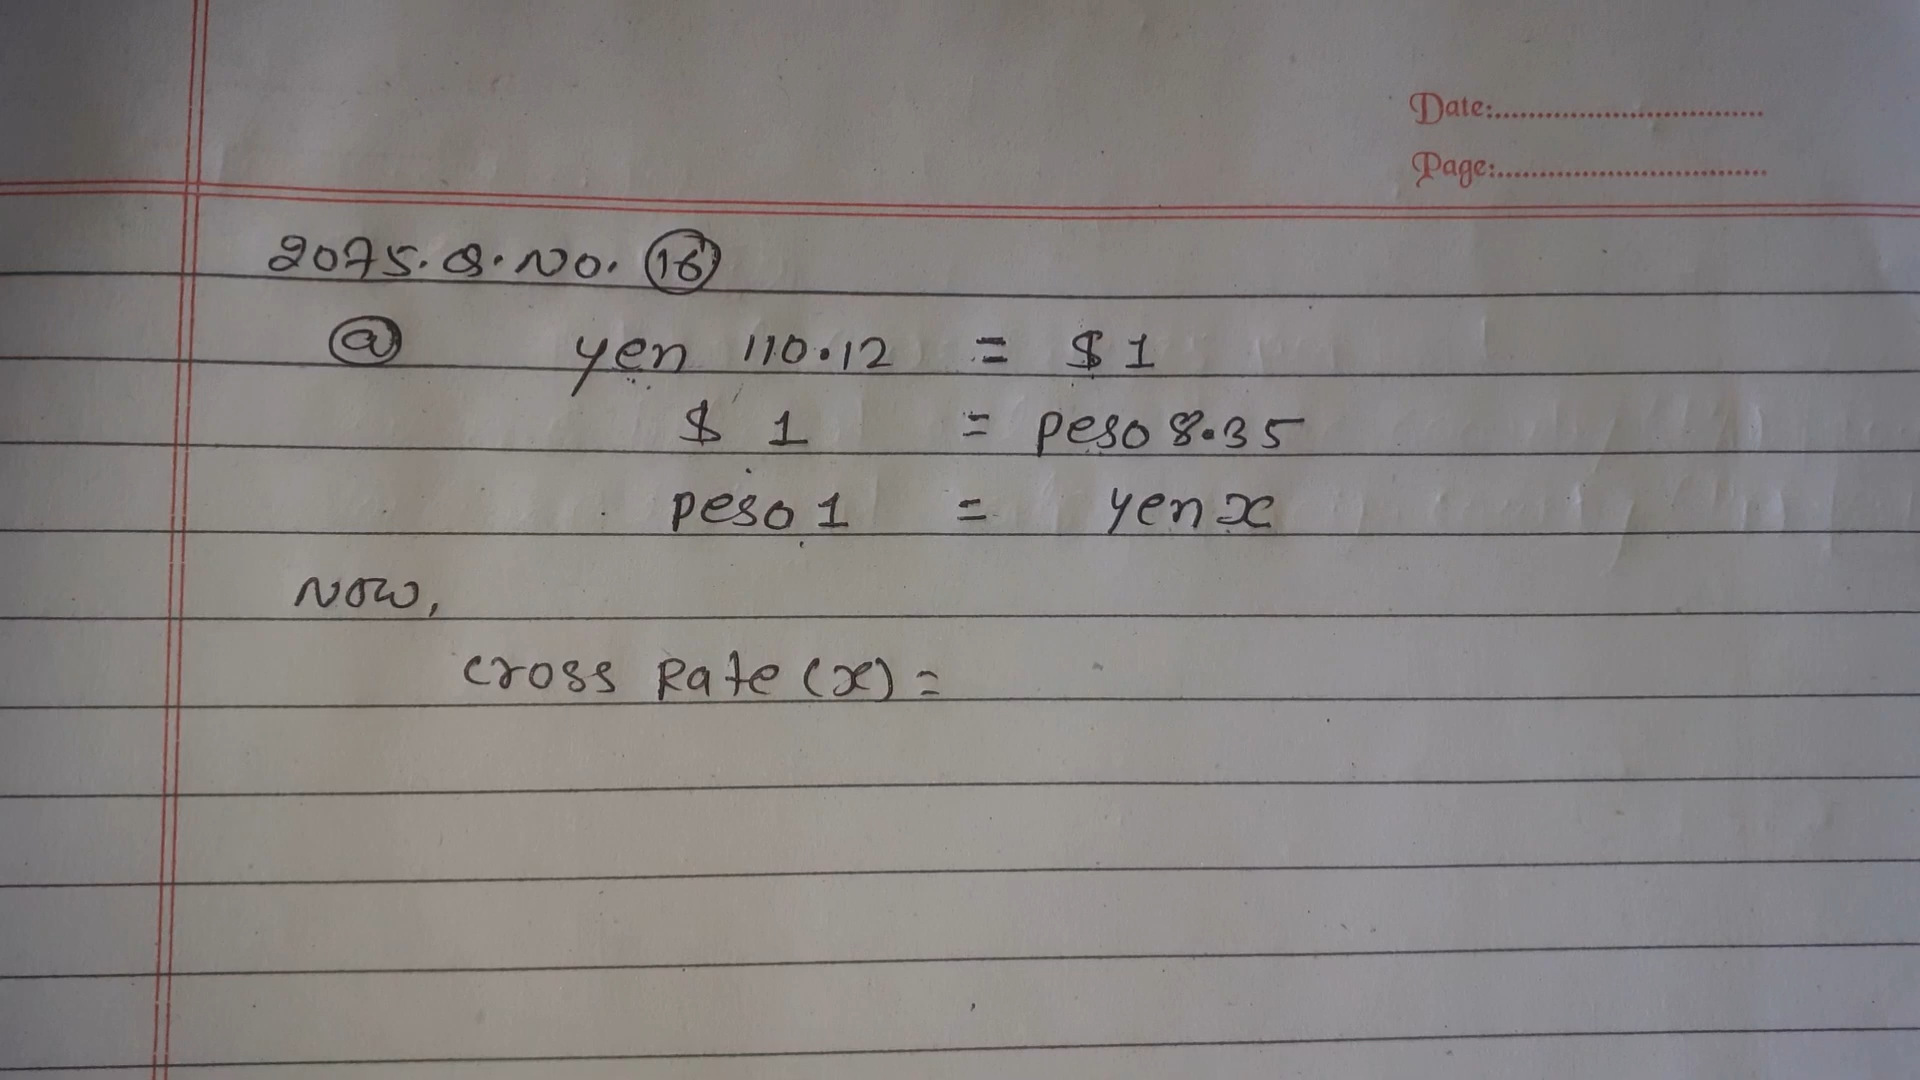 Date:
Page:
2075. Q. No. 16
a yen 110.12 = $ 1
$ 1 = peso 8.35
peso 1 = yen x
Now,
cross Rate (x) =